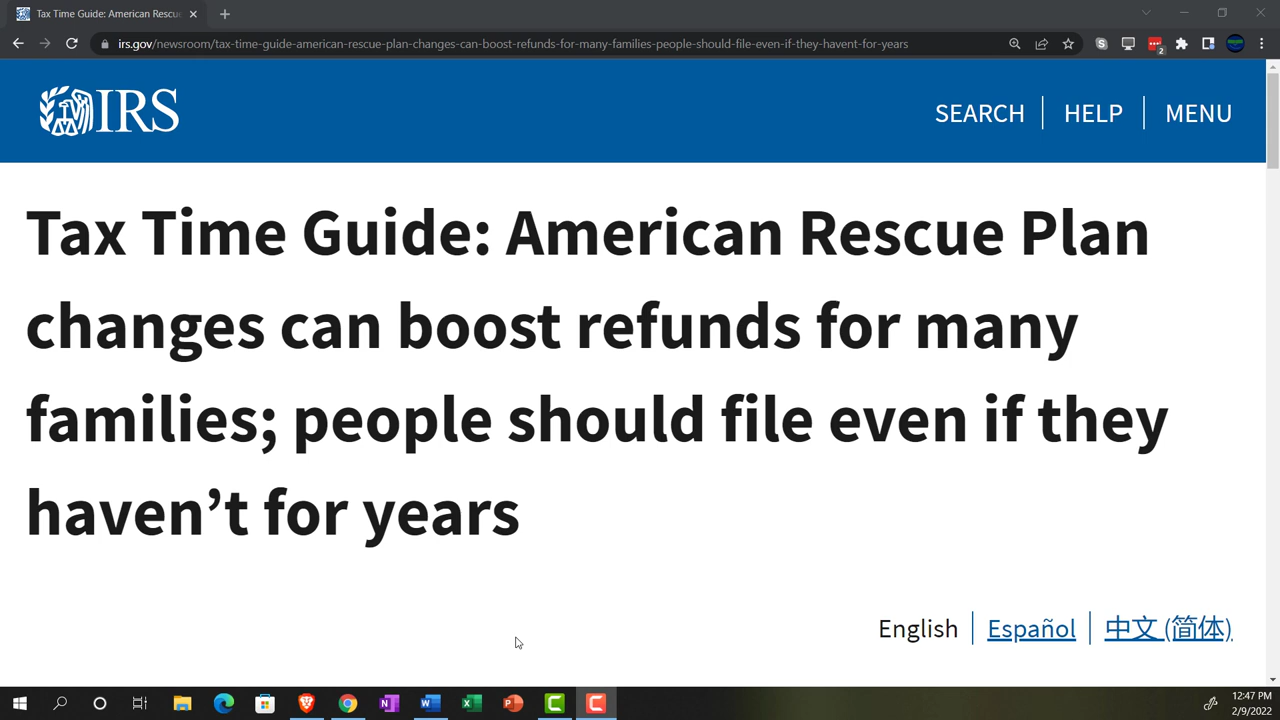 Tax Time Guide: American Rescue
irs.gov/newsroom/tax-time-guide-american-rescue-plan-changes-can-boost-refunds-for-many-families-people-should-file-even-if-they-havent-for-years
2
IRS
SEARCH HELP MENU
Tax Time Guide: American Rescue Plan
changes can boost refunds for many
families; people should file even if they
haven’t for years
English Español 中文 (简体)
12:47 PM
2/9/2022